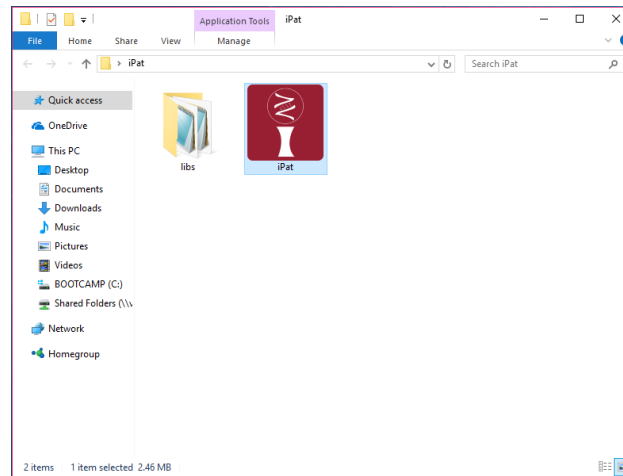 Application Tools iPat
File Home Share View Manage
iPat
Search iPat
Quick access
OneDrive
This PC
Desktop
Documents
Downloads
Music
Pictures
Videos
BOOTCAMP (C:)
Shared Folders (\\v
Network
Homegroup
libs
iPat
2 items 1 item selected 2.46 MB